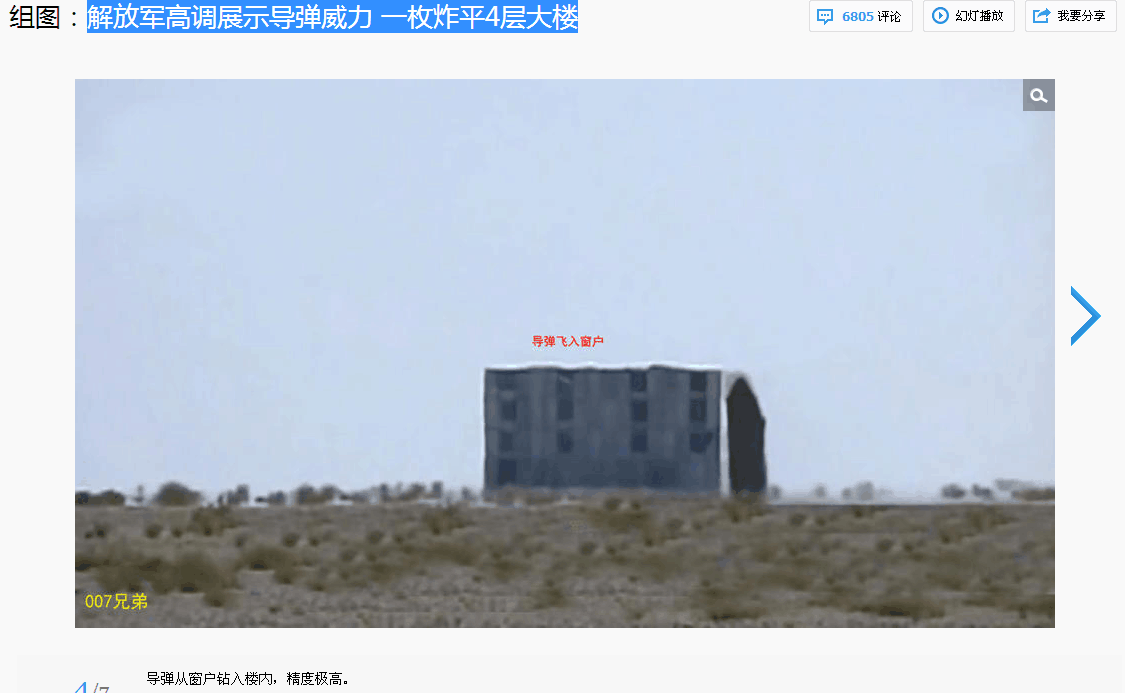 组图：解放军高调展示导弹威力 一枚炸平4层大楼
6805 评论
幻灯播放
我要分享
导弹飞入窗户
007兄弟
4/7
导弹从窗户钻入楼内，精度极高。